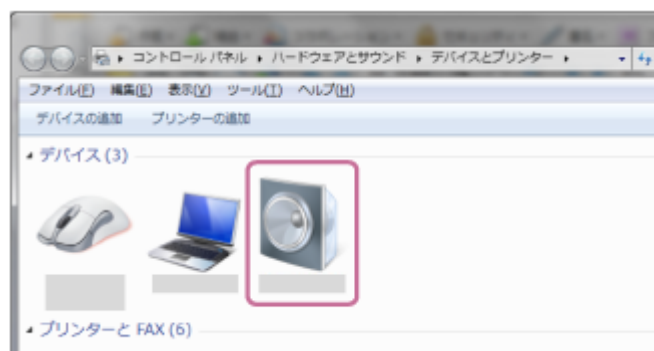 コントロール パネル ▸ ハードウェアとサウンド ▸ デバイスとプリンター ▸
ファイル(F) 編集(E) 表示(V) ツール(T) ヘルプ(H)
デバイスの追加 プリンターの追加
デバイス (3)
プリンターと FAX (6)